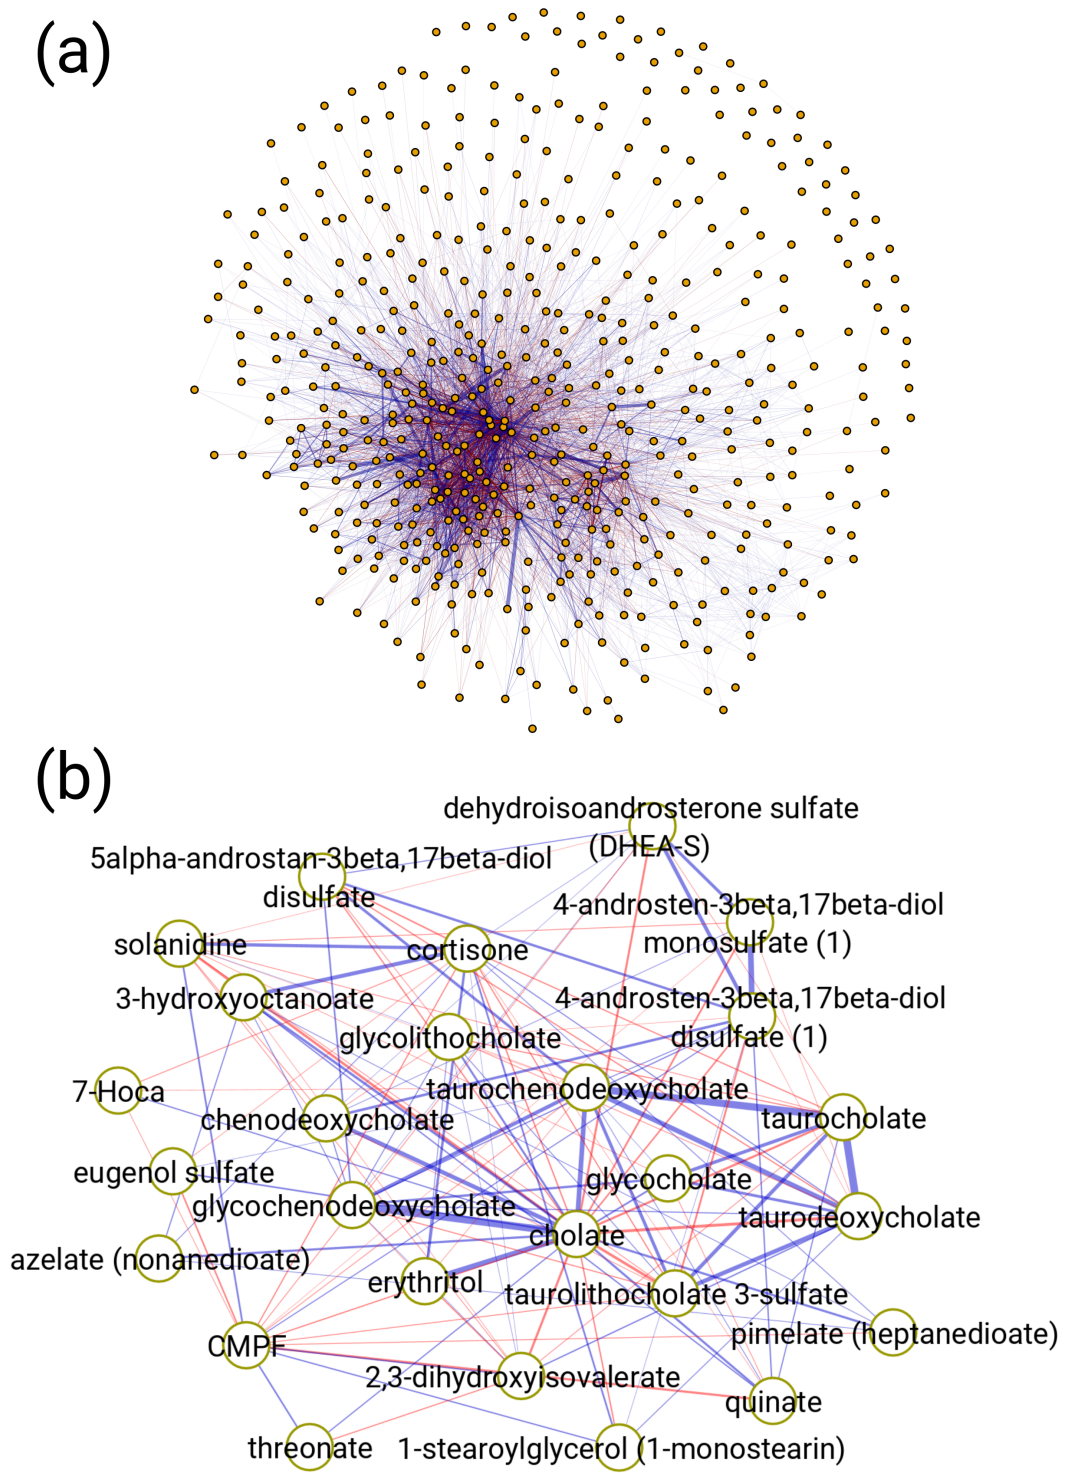 (a)
(b)
dehydroisoandrosterone sulfate
(DHEA-S)
5alpha-androstan-3beta,17beta-diol
disulfate
4-androsten-3beta,17beta-diol
monosulfate (1)
solanidine
cortisone
3-hydroxyoctanoate
4-androsten-3beta,17beta-diol
disulfate (1)
glycolithocholate
7-Hoca
taurochenodeoxycholate
chenodeoxycholate
taurocholate
eugenol sulfate
glycocholate
glycochenodeoxycholate
taurodeoxycholate
cholate
azelate (nonanedioate)
erythritol
taurolithocholate 3-sulfate
CMPF
pimelate (heptanedioate)
2,3-dihydroxyisovalerate
quinate
threonate
1-stearoylglycerol (1-monostearin)